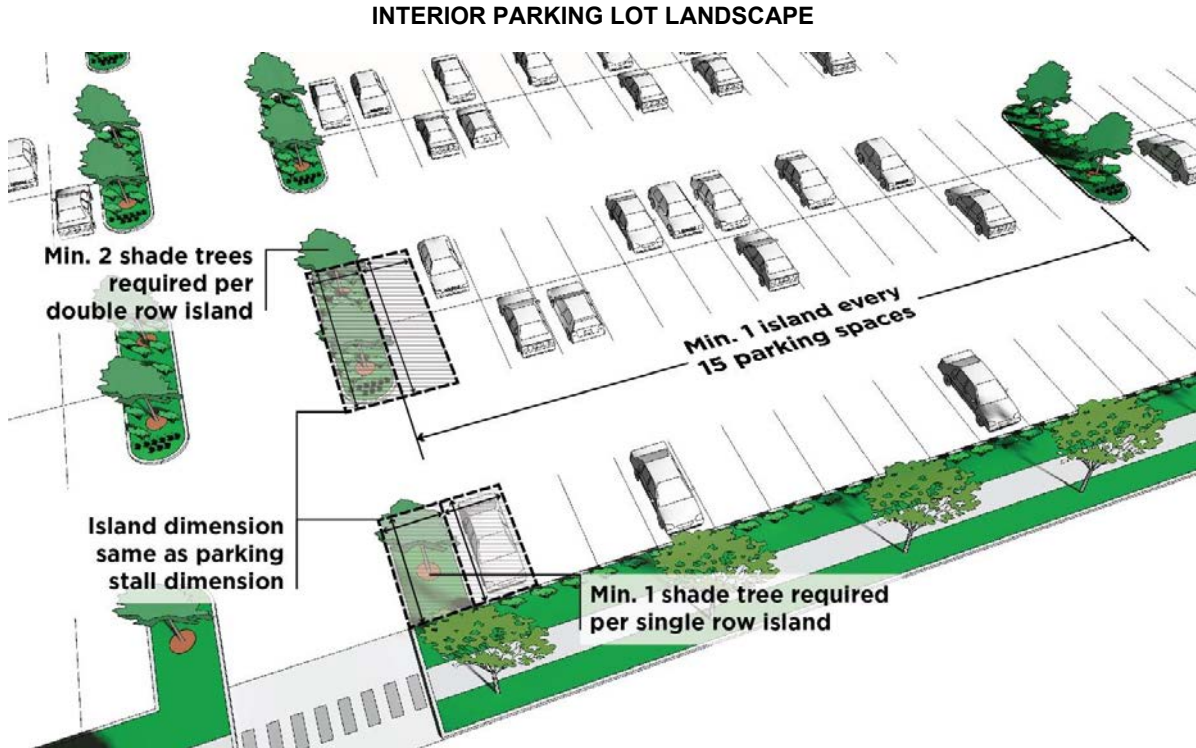 INTERIOR PARKING LOT LANDSCAPE
Min. 2 shade trees
required per
double row island
Min. 1 island every
15 parking spaces
Island dimension
same as parking
stall dimension
Min. 1 shade tree required
per single row island